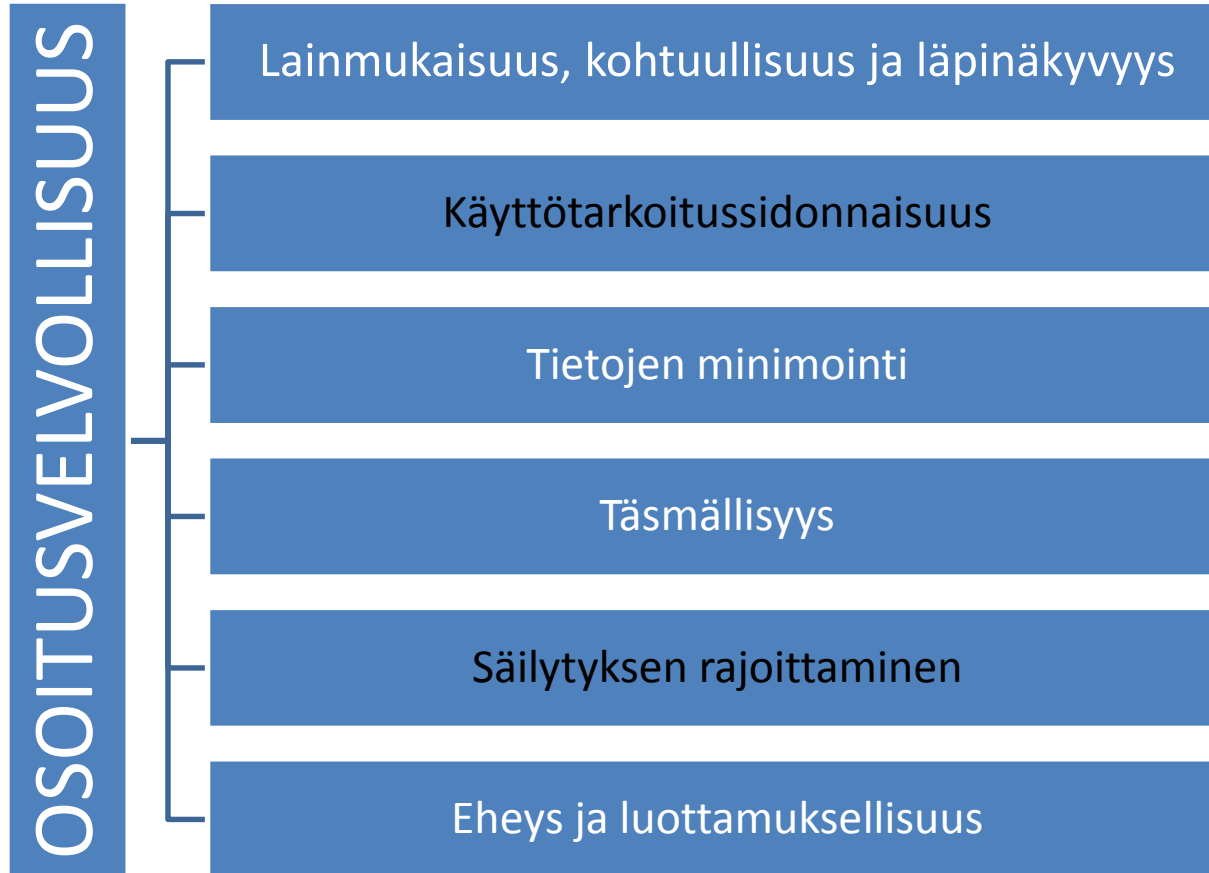 OSOITUSVELVOLLISUUS
Lainmukaisuus, kohtuullisuus ja läpinäkyvyys
Käyttötarkoitussidonnaisuus
Tietojen minimointi
Täsmällisyys
Säilytyksen rajoittaminen
Eheys ja luottamuksellisuus